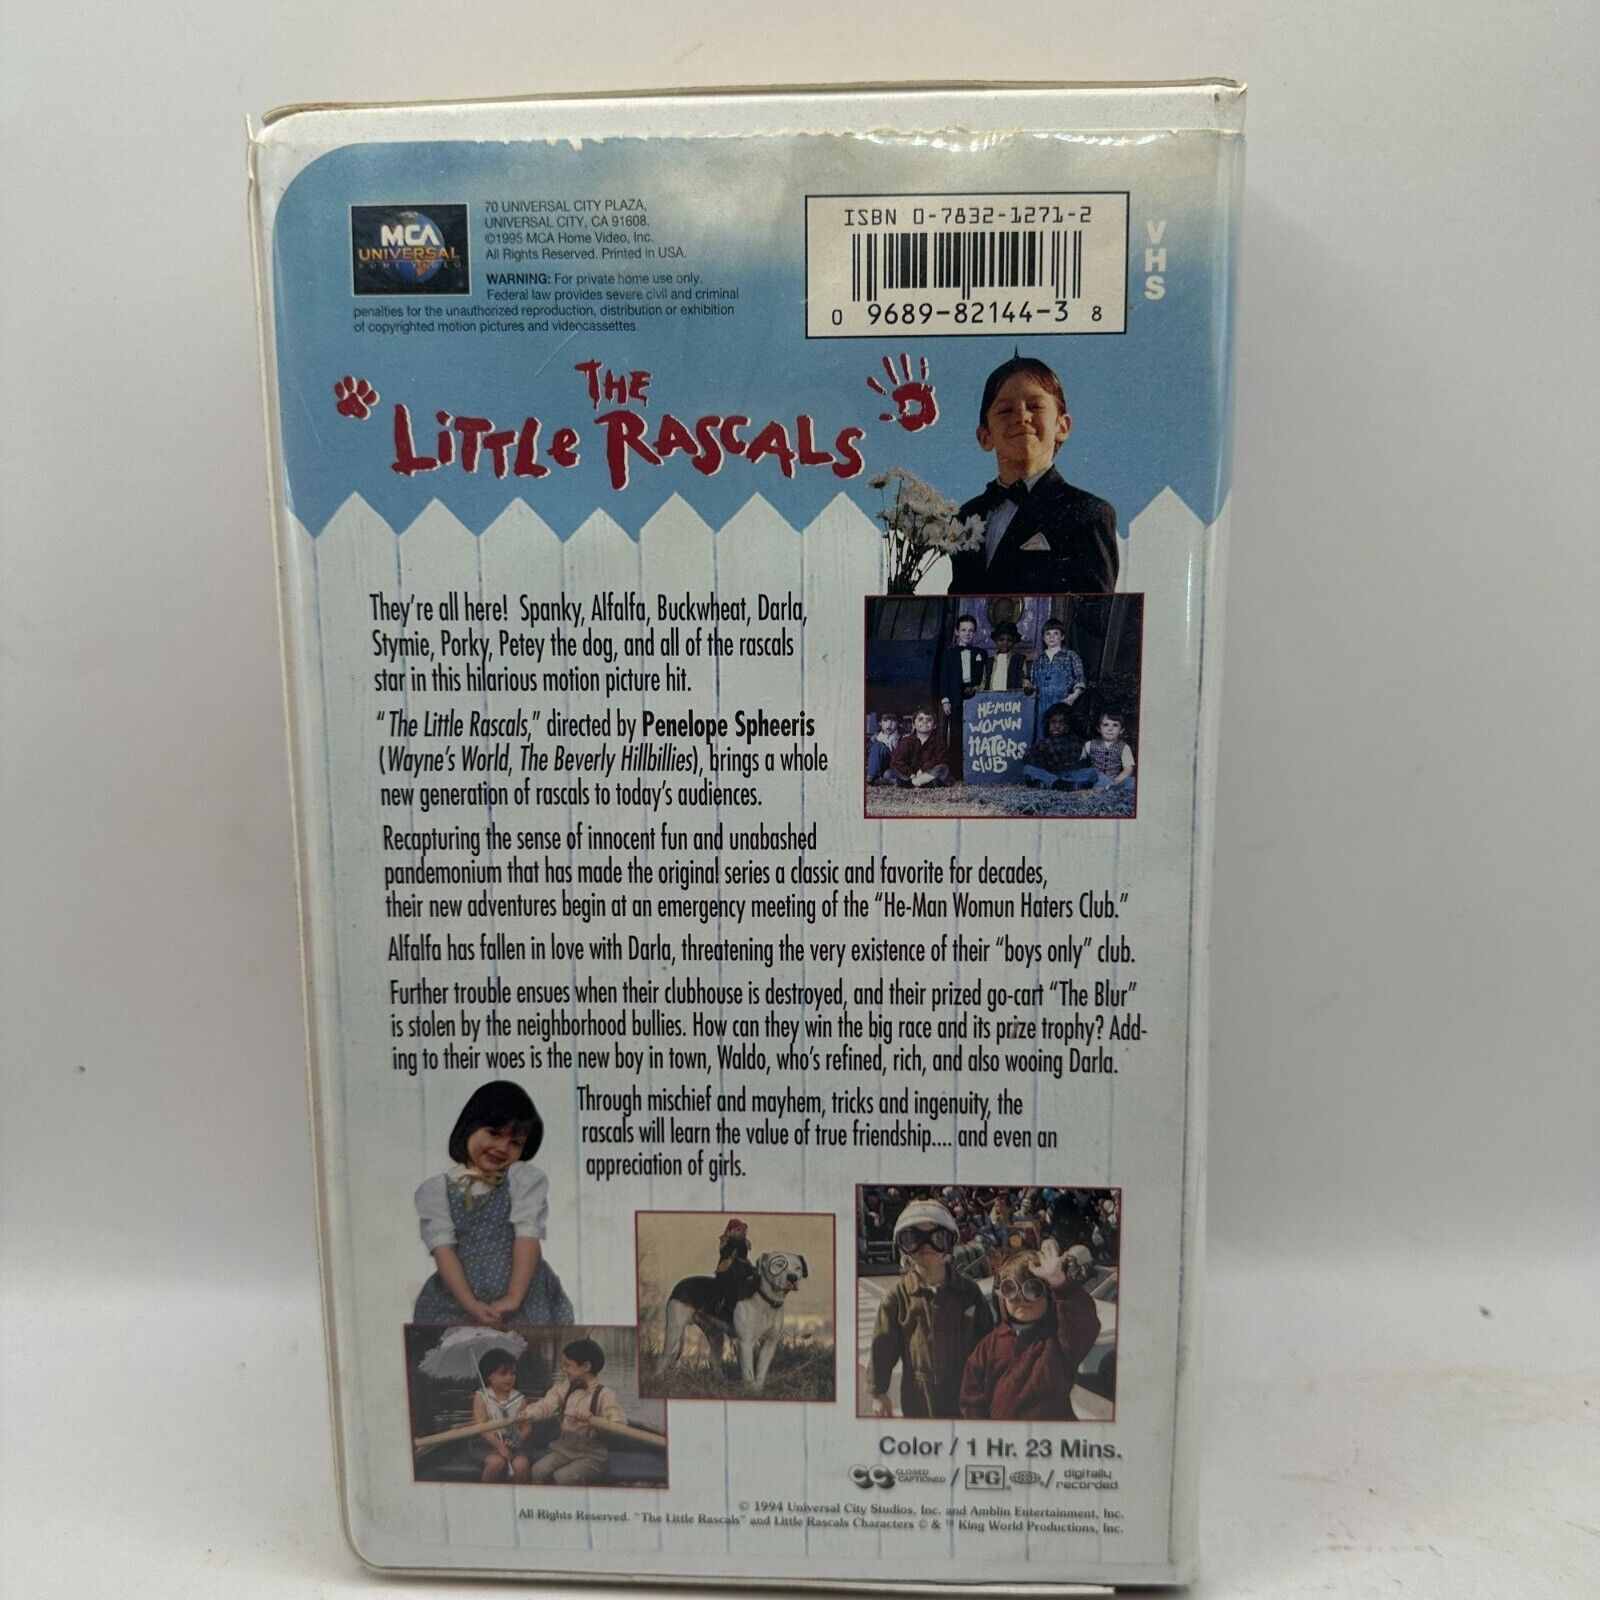 MCA
UNIVERSAL
HOME VIDEO
70 UNIVERSAL CITY PLAZA,
UNIVERSAL CITY, CA 91608.
©1995 MCA Home Video, Inc.
All Rights Reserved. Printed in USA.
WARNING: For private home use only.
Federal law provides severe civil and criminal
penalties for the unauthorized reproduction, distribution or exhibition
of copyrighted motion pictures and videocassettes.
ISBN 0-7832-1271-2
0 9689-82144-3 8
VHS
THE
LITTLE RASCALS
They're all here! Spanky, Alfalfa, Buckwheat, Darla,
Stymie, Porky, Petey the dog, and all of the rascals
star in this hilarious motion picture hit.
"The Little Rascals," directed by Penelope Spheeris
(Wayne's World, The Beverly Hillbillies), brings a whole
new generation of rascals to today's audiences.
HE-MAN
WOMUN
HATERS
CLUB
Recapturing the sense of innocent fun and unabashed
pandemonium that has made the original series a classic and favorite for decades,
their new adventures begin at an emergency meeting of the "He-Man Womun Haters Club."
Alfalfa has fallen in love with Darla, threatening the very existence of their "boys only" club.
Further trouble ensues when their clubhouse is destroyed, and their prized go-cart "The Blur"
is stolen by the neighborhood bullies. How can they win the big race and its prize trophy? Add-
ing to their woes is the new boy in town, Waldo, who's refined, rich, and also wooing Darla.
Through mischief and mayhem, tricks and ingenuity, the
rascals will learn the value of true friendship.... and even an
appreciation of girls.
Color / 1 Hr. 23 Mins.
CC CLOSED CAPTIONED / PG ® / digitally recorded
© 1994 Universal City Studios, Inc. and Amblin Entertainment, Inc.
All Rights Reserved. "The Little Rascals" and Little Rascals Characters © & ™ King World Productions, Inc.